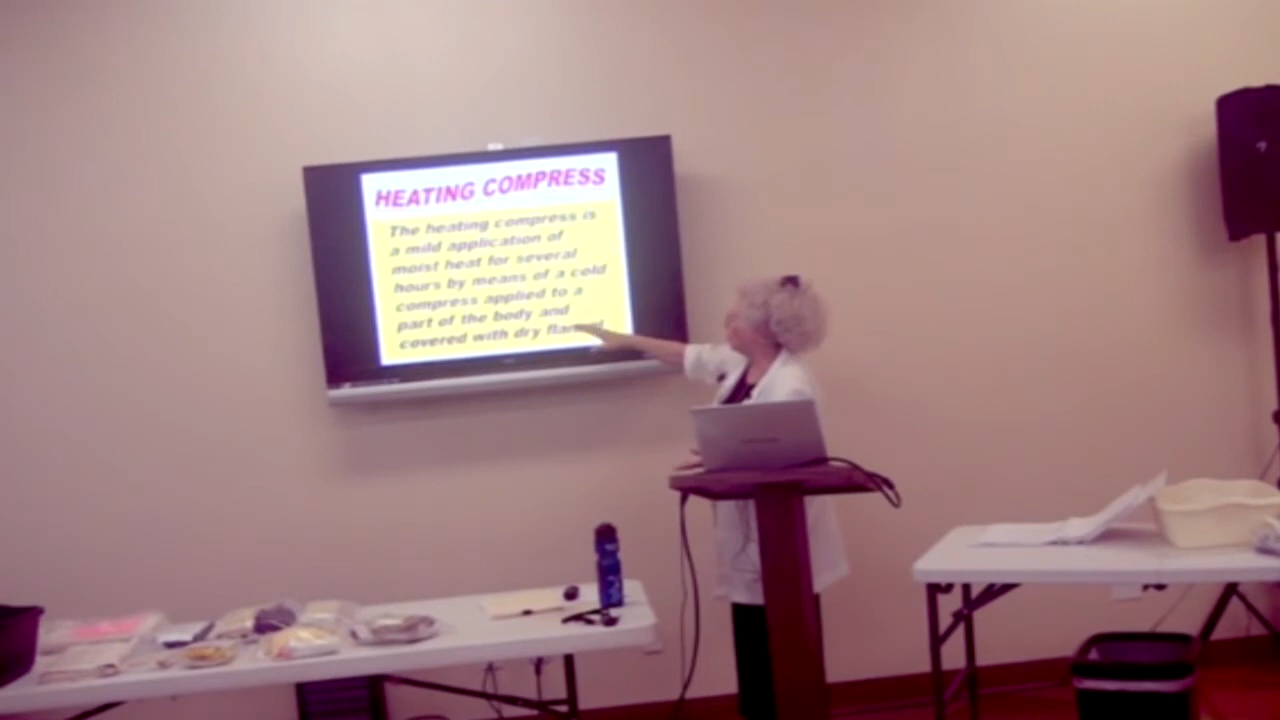 HEATING COMPRESS
The heating compress is
a mild application of
moist heat for several
hours by means of a cold
compress applied to a
part of the body and
covered with dry flannel